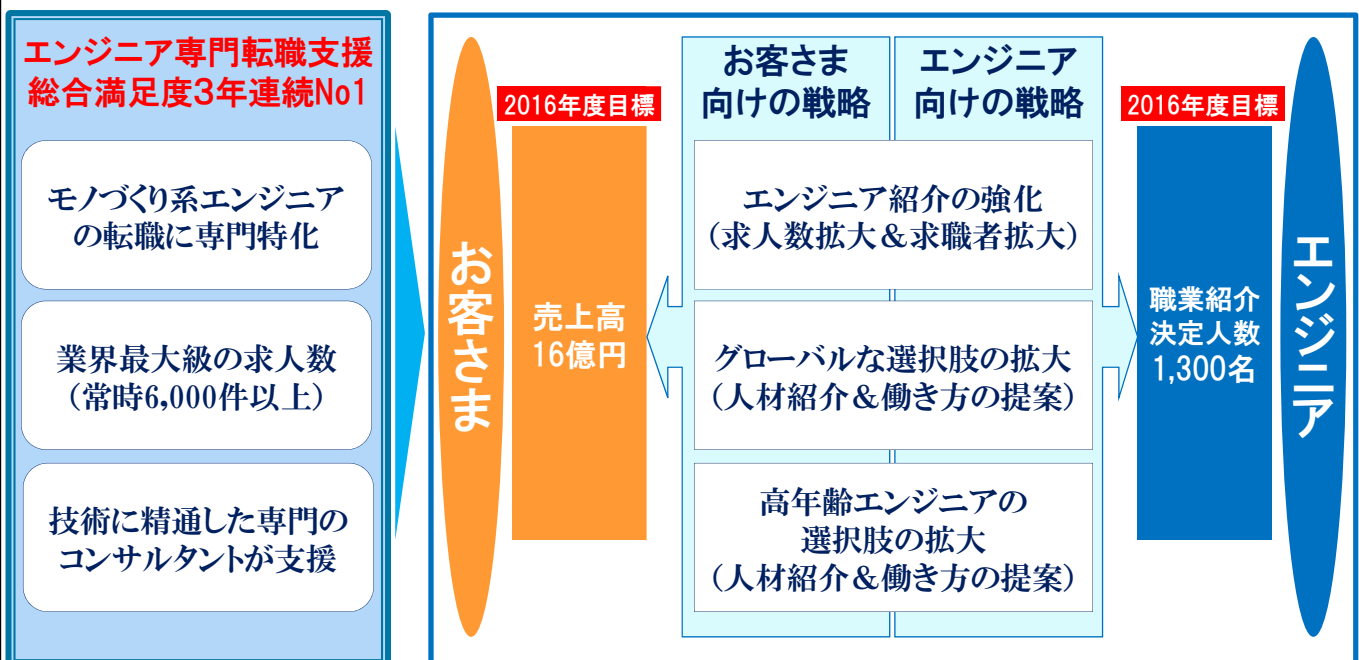 エンジニア専門転職支援
総合満足度3年連続No1
モノづくり系エンジニア
の転職に専門特化
業界最大級の求人数
（常時6,000件以上）
技術に精通した専門の
コンサルタントが支援
お客さま
2016年度目標
売上高
16億円
お客さま
向けの戦略
エンジニア
向けの戦略
エンジニア紹介の強化
（求人数拡大＆求職者拡大）
グローバルな選択肢の拡大
（人材紹介＆働き方の提案）
高年齢エンジニアの
選択肢の拡大
（人材紹介＆働き方の提案）
2016年度目標
職業紹介
決定人数
1,300名
エンジニア